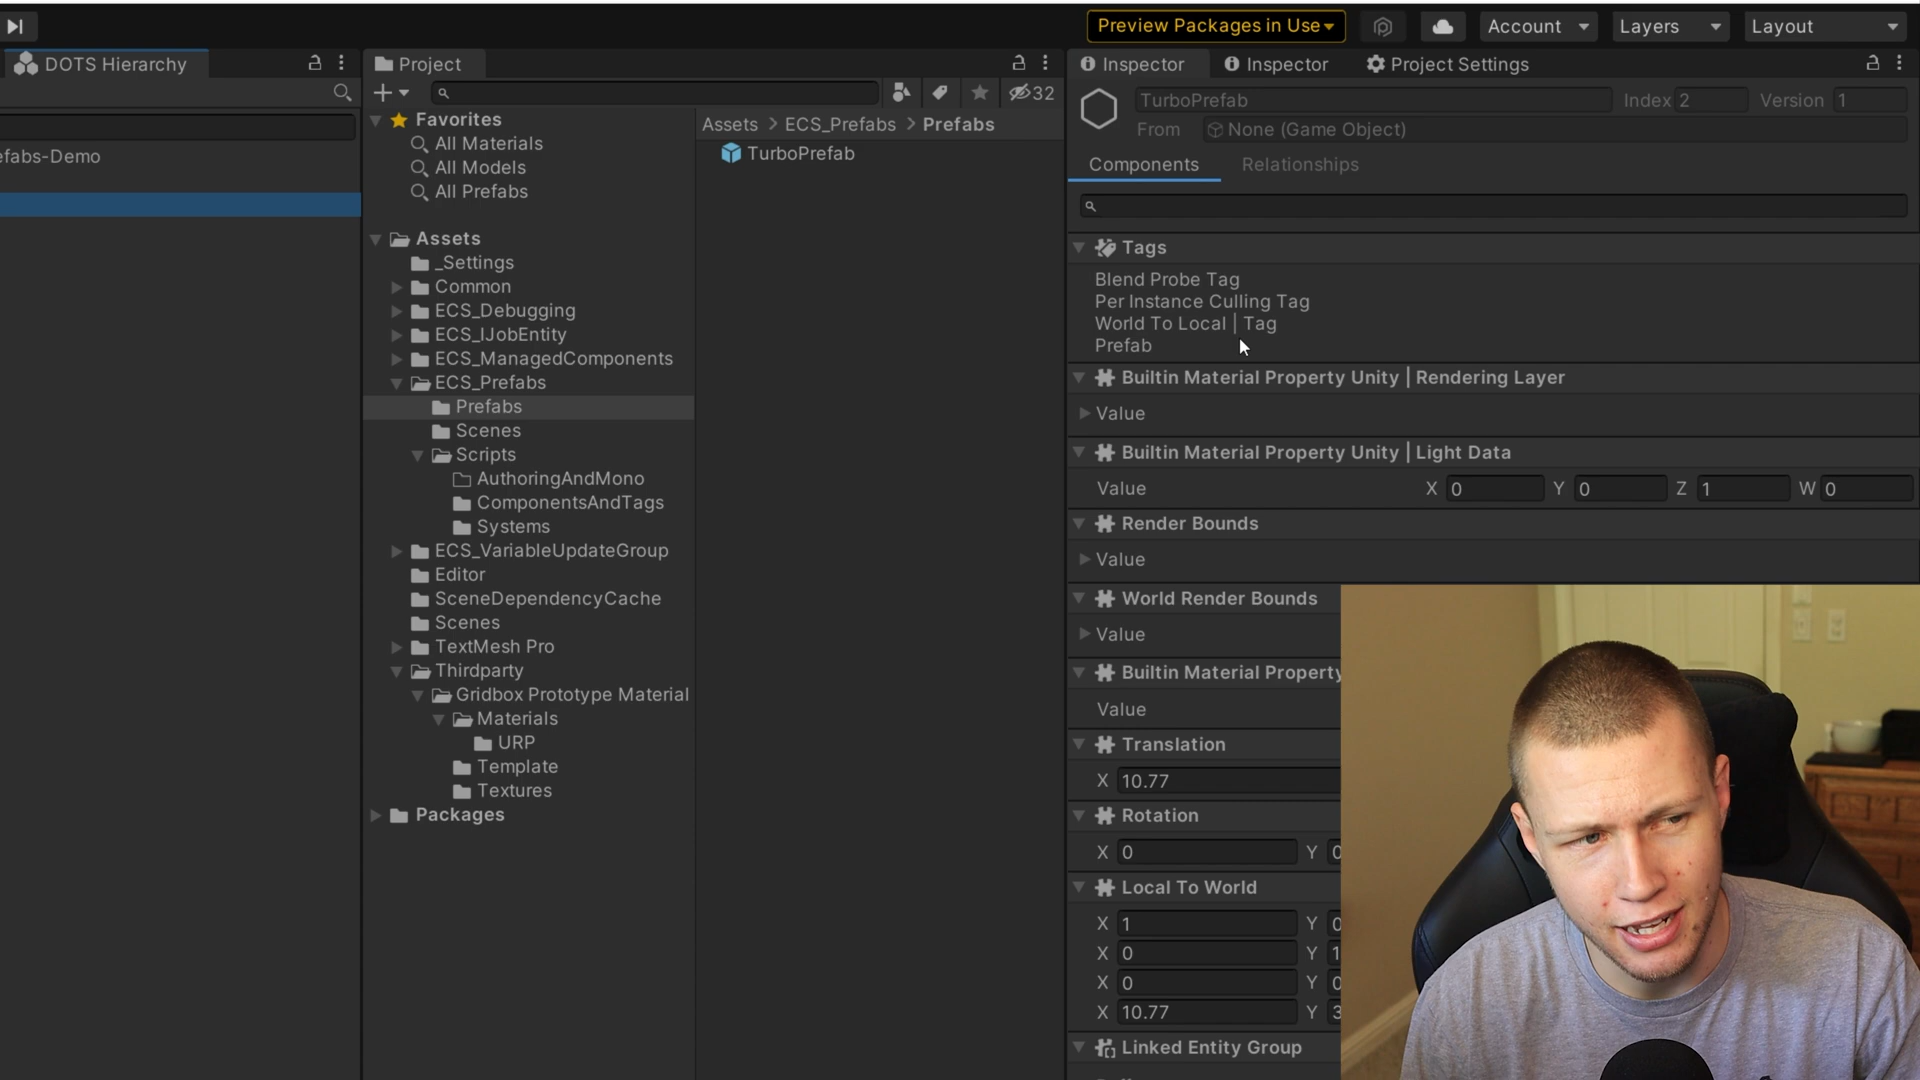 Preview Packages in Use
Account
Layers
Layout
DOTS Hierarchy
Project
Inspector
Inspector
Project Settings
32
efabs-Demo
Favorites
All Materials
All Models
All Prefabs
Assets
_Settings
Common
ECS_Debugging
ECS_IJobEntity
ECS_ManagedComponents
ECS_Prefabs
Prefabs
Scenes
Scripts
AuthoringAndMono
ComponentsAndTags
Systems
ECS_VariableUpdateGroup
Editor
SceneDependencyCache
Scenes
TextMesh Pro
Thirdparty
Gridbox Prototype Material
Materials
URP
Template
Textures
Packages
Assets > ECS_Prefabs > Prefabs
TurboPrefab
TurboPrefab Index 2 Version 1
From None (Game Object)
Components Relationships
Tags
Blend Probe Tag
Per Instance Culling Tag
World To Local | Tag
Prefab
Builtin Material Property Unity | Rendering Layer
Value
Builtin Material Property Unity | Light Data
Value X 0 Y 0 Z 1 W 0
Render Bounds
Value
World Render Bounds
Value
Builtin Material Property
Value
Translation
X 10.77
Rotation
X 0 Y 0
Local To World
X 1 Y 0
X 0 Y 1
X 0 Y 0
X 10.77 Y 3
Linked Entity Group